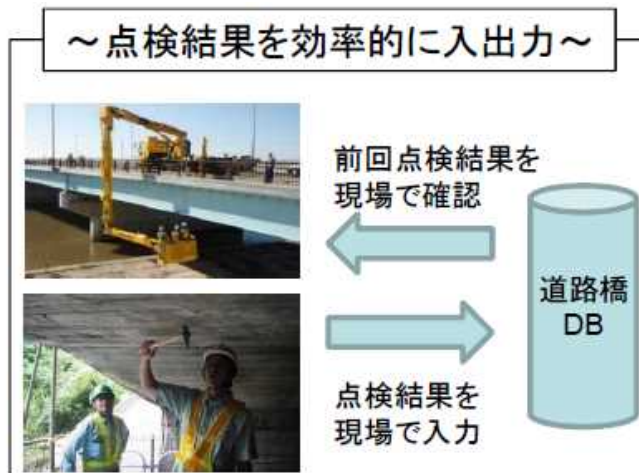 ～点検結果を効率的に入出力～
前回点検結果を
現場で確認
道路橋
DB
点検結果を
現場で入力